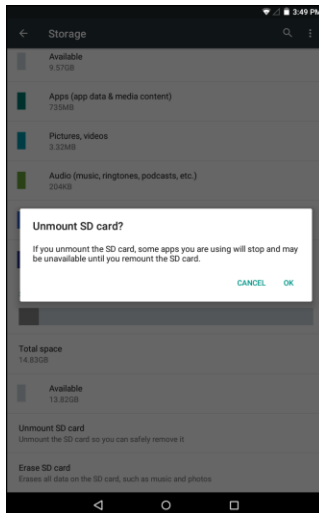 3:49 PM
Storage
Available
9.57GB
Apps (app data & media content)
735MB
Pictures, videos
3.32MB
Audio (music, ringtones, podcasts, etc.)
204KB
Unmount SD card?
If you unmount the SD card, some apps you are using will stop and may
be unavailable until you remount the SD card.
CANCEL OK
Total space
14.83GB
Available
13.82GB
Unmount SD card
Unmount the SD card so you can safely remove it
Erase SD card
Erases all data on the SD card, such as music and photos